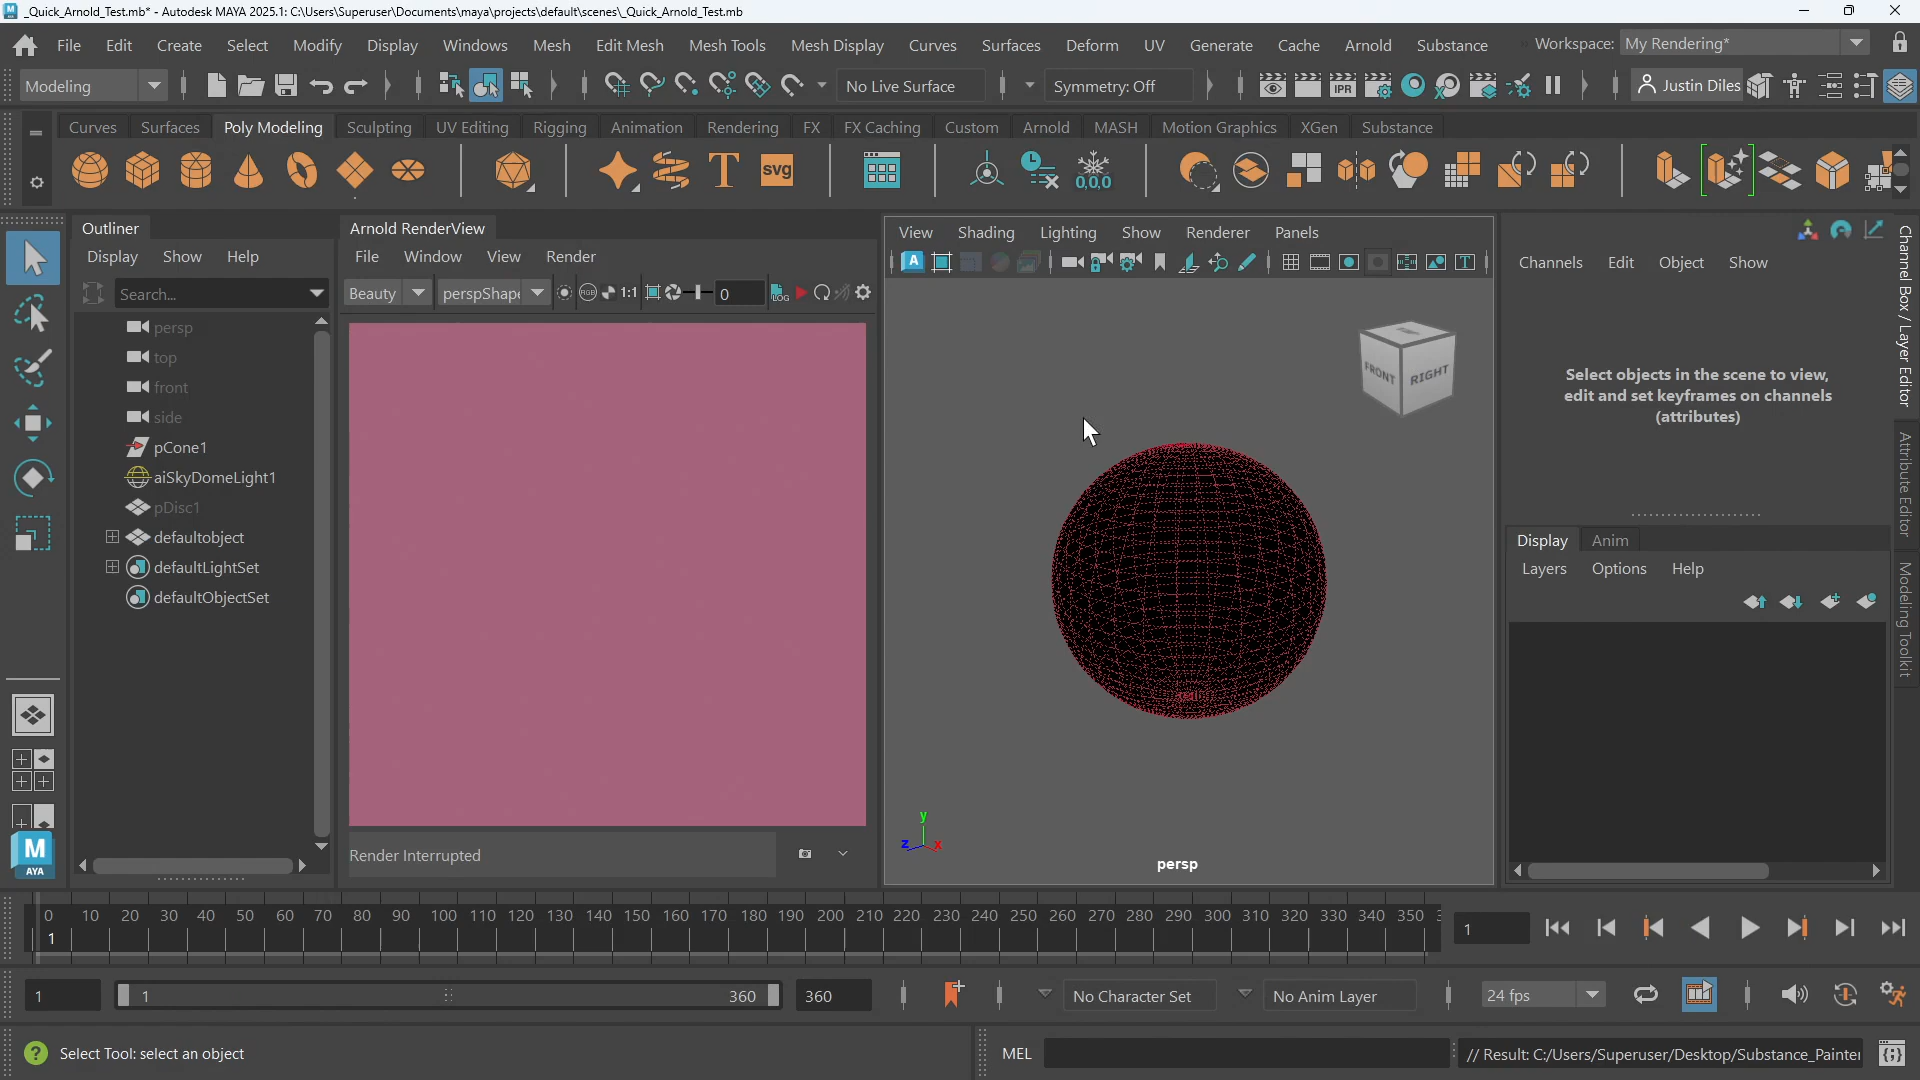 _Quick_Arnold_Test.mb* - Autodesk MAYA 2025.1: C:\Users\Superuser\Documents\maya\projects\default\scenes\_Quick_Arnold_Test.mb
File Edit Create Select Modify Display Windows Mesh Edit Mesh Mesh Tools Mesh Display Curves Surfaces Deform UV Generate Cache Arnold Substance Workspace: My Rendering*
Modeling No Live Surface Symmetry: Off IPR Justin Diles
Curves Surfaces Poly Modeling Sculpting UV Editing Rigging Animation Rendering FX FX Caching Custom Arnold MASH Motion Graphics XGen Substance
T svg 0,0,0
Outliner
Display Show Help
Search...
persp
top
front
side
pCone1
aiSkyDomeLight1
pDisc1
defaultobject
defaultLightSet
defaultObjectSet
Arnold RenderView
File Window View Render
Beauty perspShape RGB 1:1 0 LOG
Render Interrupted
View Shading Lighting Show Renderer Panels
FRONT RIGHT
y
z x
persp
Channels Edit Object Show
Select objects in the scene to view,
edit and set keyframes on channels
(attributes)
Display Anim
Layers Options Help
Channel Box / Layer Editor
Attribute Editor
Modeling Toolkit
0 10 20 30 40 50 60 70 80 90 100 110 120 130 140 150 160 170 180 190 200 210 220 230 240 250 260 270 280 290 300 310 320 330 340 350
1 1
1 1 360 360 No Character Set No Anim Layer 24 fps
M
AYA
Select Tool: select an object MEL // Result: C:/Users/Superuser/Desktop/Substance_Painter